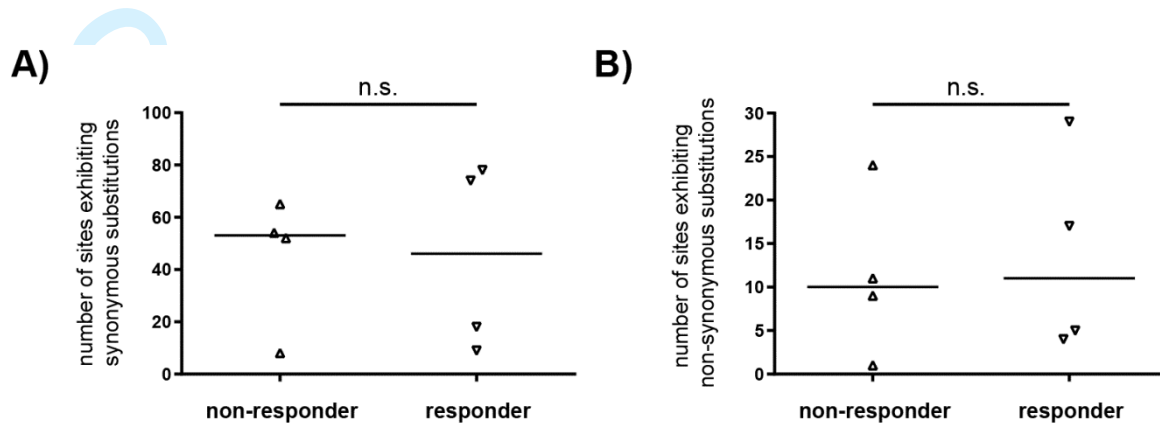 A)
n.s.
number of sites exhibiting
synonymous substitutions
100
80
60
40
20
0
non-responder
responder
B)
n.s.
number of sites exhibiting
non-synonymous substitutions
30
25
20
15
10
5
0
non-responder
responder